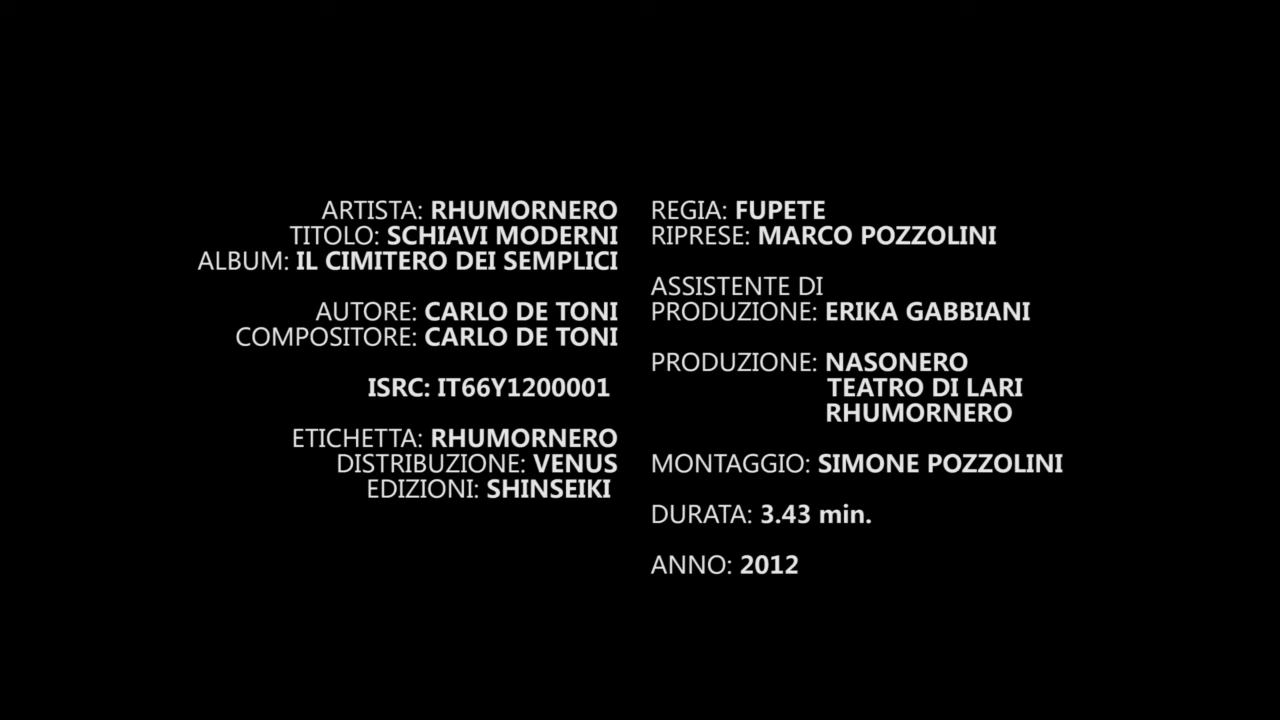 ARTISTA: RHUMORNERO
TITOLO: SCHIAVI MODERNI
ALBUM: IL CIMITERO DEI SEMPLICI
AUTORE: CARLO DE TONI
COMPOSITORE: CARLO DE TONI
ISRC: IT66Y1200001
ETICHETTA: RHUMORNERO
DISTRIBUZIONE: VENUS
EDIZIONI: SHINSEIKI
REGIA: FUPETE
RIPRESE: MARCO POZZOLINI
ASSISTENTE DI
PRODUZIONE: ERIKA GABBIANI
PRODUZIONE: NASONERO
TEATRO DI LARI
RHUMORNERO
MONTAGGIO: SIMONE POZZOLINI
DURATA: 3.43 min.
ANNO: 2012